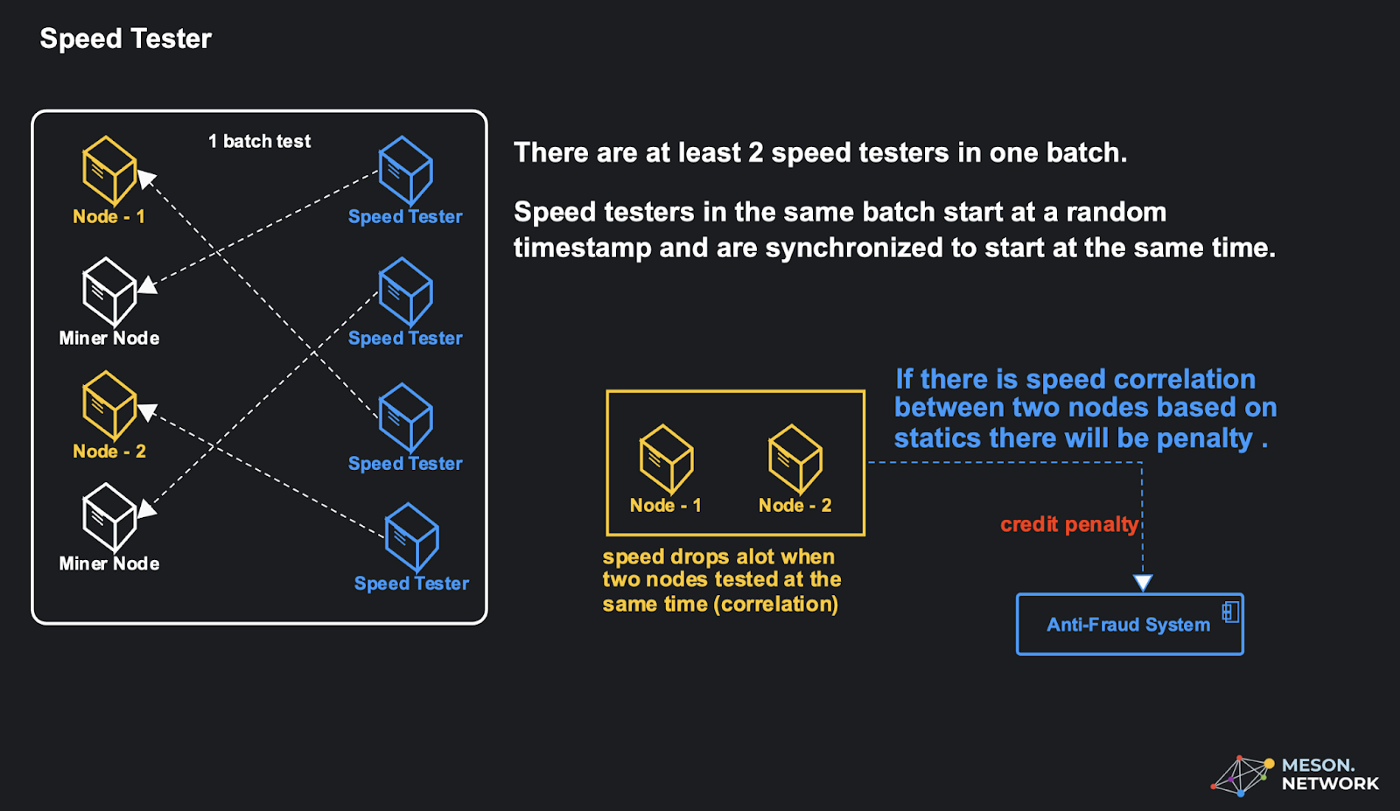 Speed Tester
1 batch test
Node - 1
Speed Tester
Miner Node
Speed Tester
Node - 2
Speed Tester
Miner Node
Speed Tester
There are at least 2 speed testers in one batch.
Speed testers in the same batch start at a random
timestamp and are synchronized to start at the same time.
Node - 1
Node - 2
speed drops alot when
two nodes tested at the
same time (correlation)
If there is speed correlation
between two nodes based on
statics there will be penalty .
credit penalty
Anti-Fraud System
MESON.
NETWORK